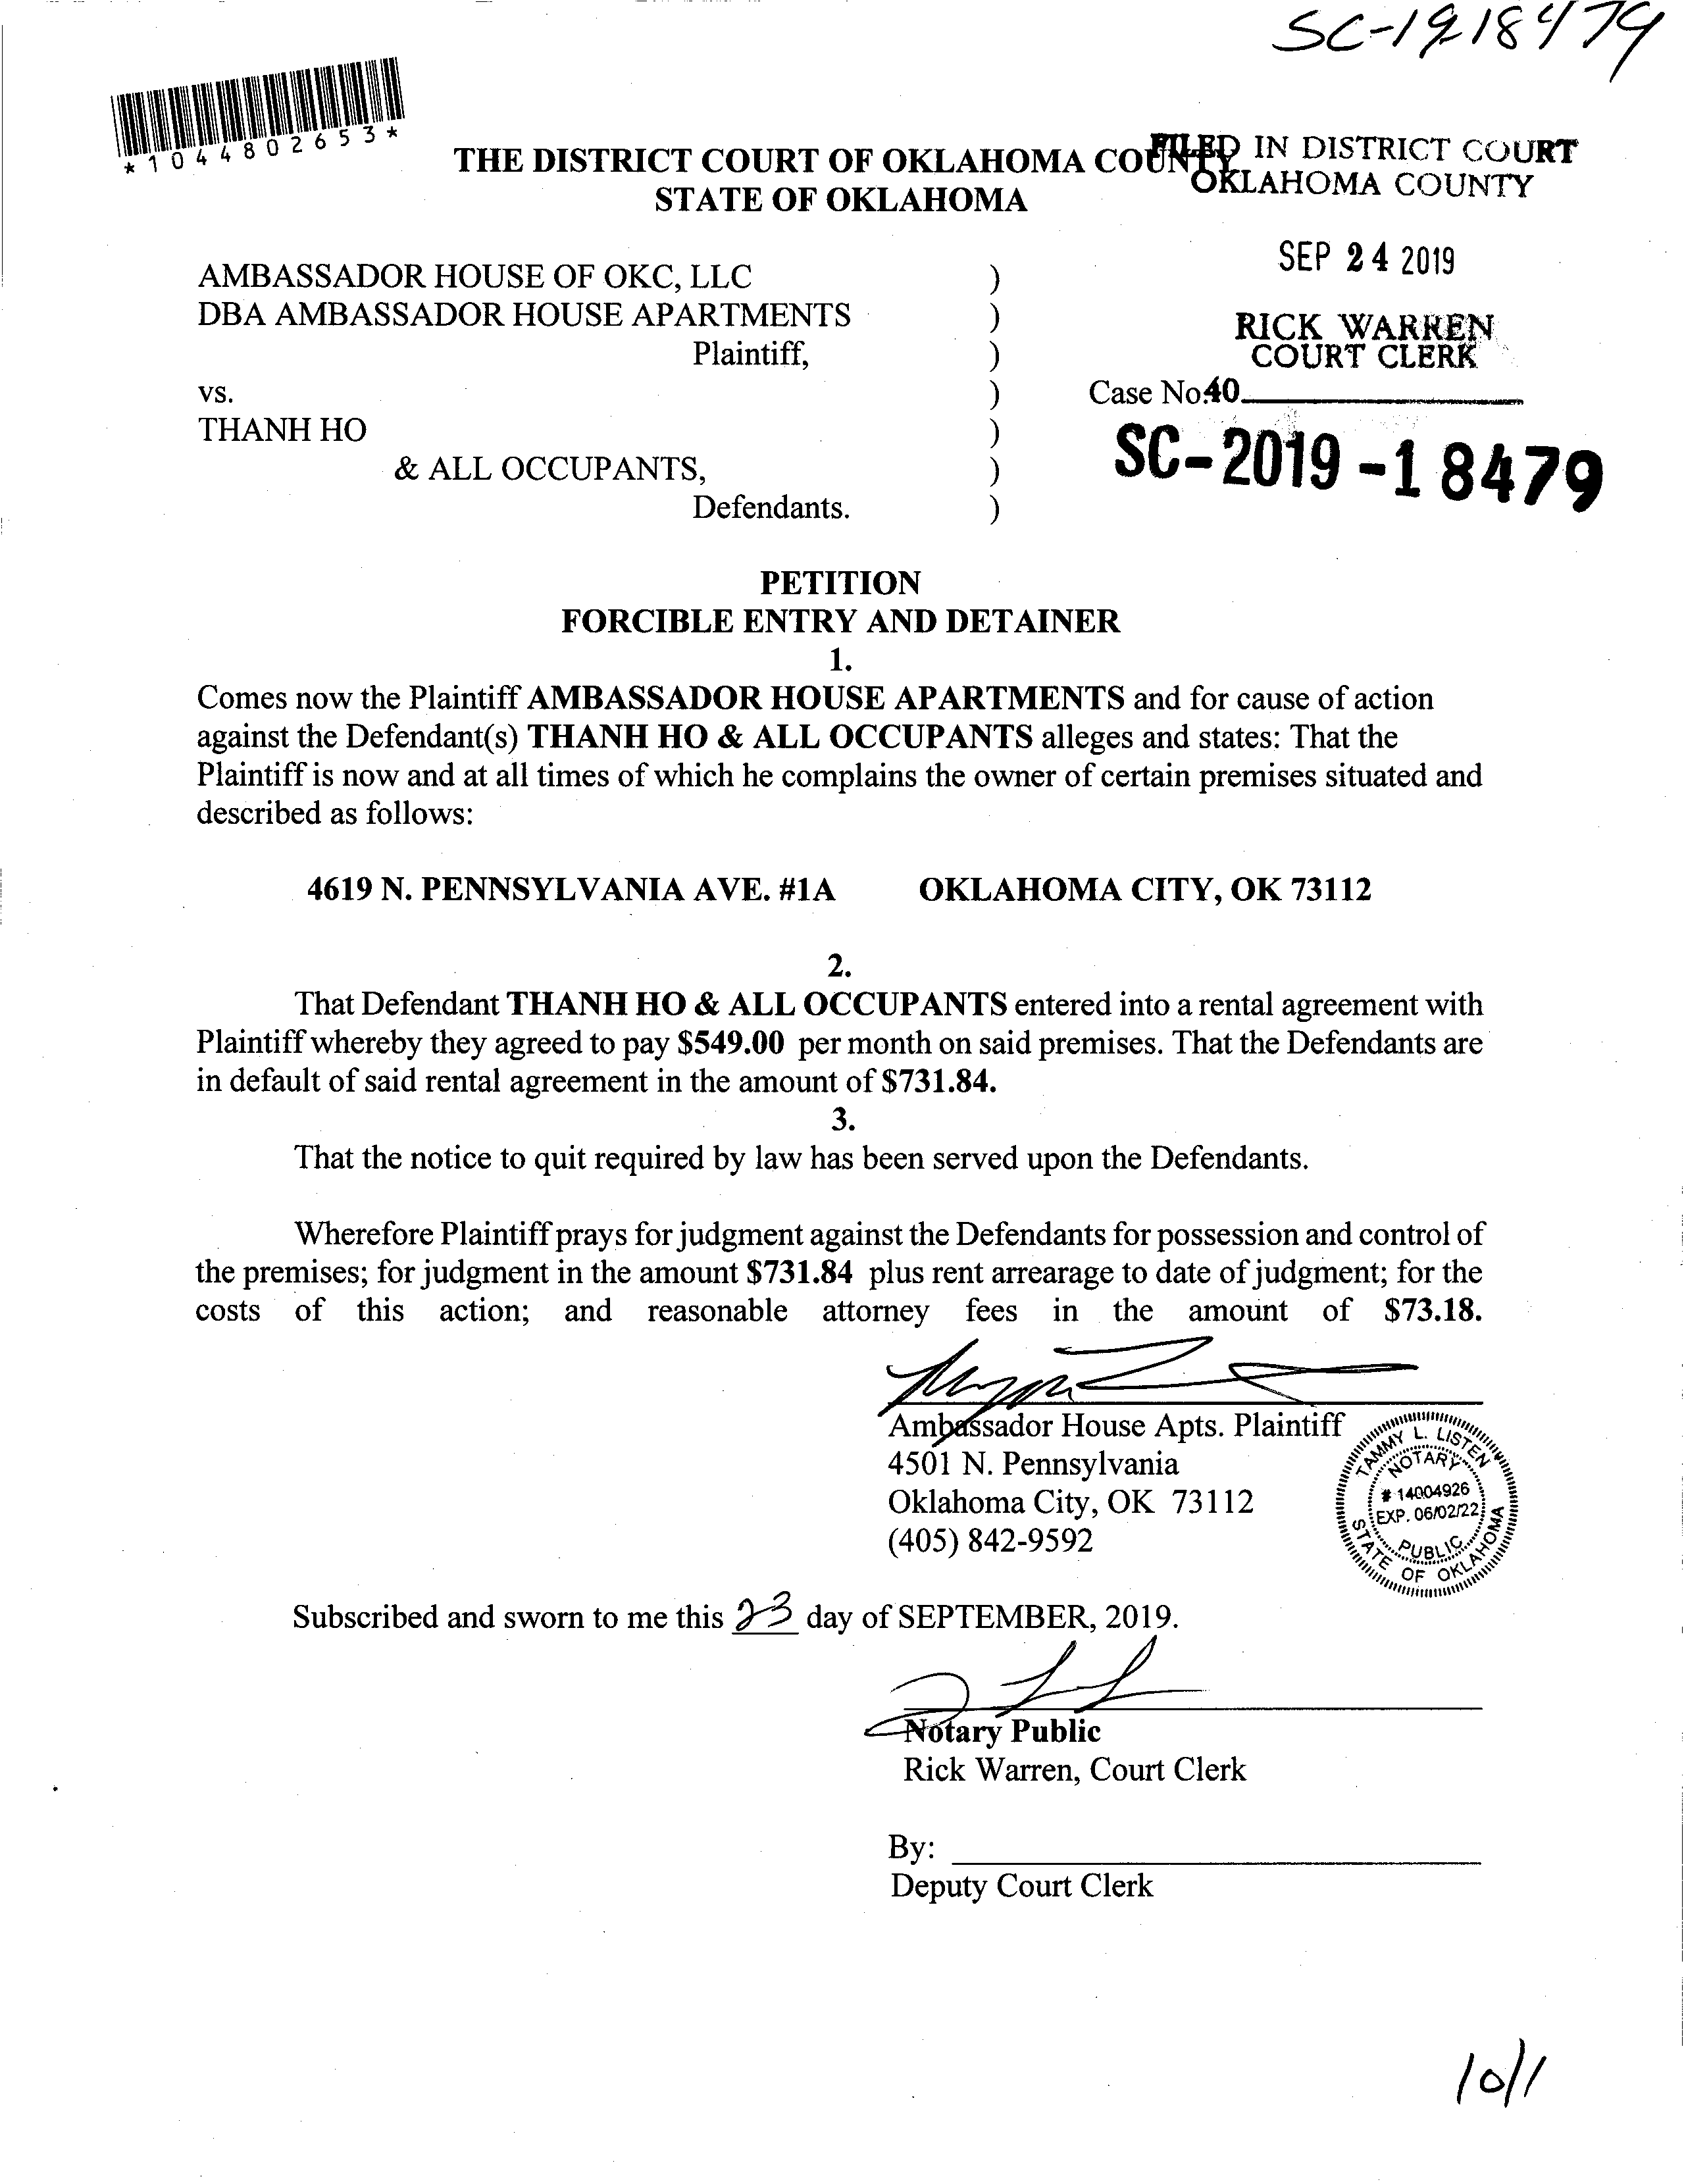 SC-1918479
*1044802653*
THE DISTRICT COURT OF OKLAHOMA COUNTY
STATE OF OKLAHOMA
FILED IN DISTRICT COURT
OKLAHOMA COUNTY
SEP 24 2019
RICK WARREN
COURT CLERK
AMBASSADOR HOUSE OF OKC, LLC )
DBA AMBASSADOR HOUSE APARTMENTS )
Plaintiff, )
vs. ) Case No. 40
THANH HO )
& ALL OCCUPANTS, ) SC-2019-18479
Defendants. )
PETITION
FORCIBLE ENTRY AND DETAINER
1.
Comes now the Plaintiff AMBASSADOR HOUSE APARTMENTS and for cause of action
against the Defendant(s) THANH HO & ALL OCCUPANTS alleges and states: That the
Plaintiff is now and at all times of which he complains the owner of certain premises situated and
described as follows:
4619 N. PENNSYLVANIA AVE. #1A OKLAHOMA CITY, OK 73112
2.
That Defendant THANH HO & ALL OCCUPANTS entered into a rental agreement with
Plaintiff whereby they agreed to pay $549.00 per month on said premises. That the Defendants are
in default of said rental agreement in the amount of $731.84.
3.
That the notice to quit required by law has been served upon the Defendants.
Wherefore Plaintiff prays for judgment against the Defendants for possession and control of
the premises; for judgment in the amount $731.84 plus rent arrearage to date of judgment; for the
costs of this action; and reasonable attorney fees in the amount of $73.18.
Ambassador House Apts. Plaintiff
4501 N. Pennsylvania
Oklahoma City, OK 73112
(405) 842-9592
TAMMY L. LISTEN
NOTARY
# 14004926
EXP. 06/02/22
PUBLIC
STATE OF OKLAHOMA
Subscribed and sworn to me this 23 day of SEPTEMBER, 2019.
Notary Public
Rick Warren, Court Clerk
By:
Deputy Court Clerk
10/1